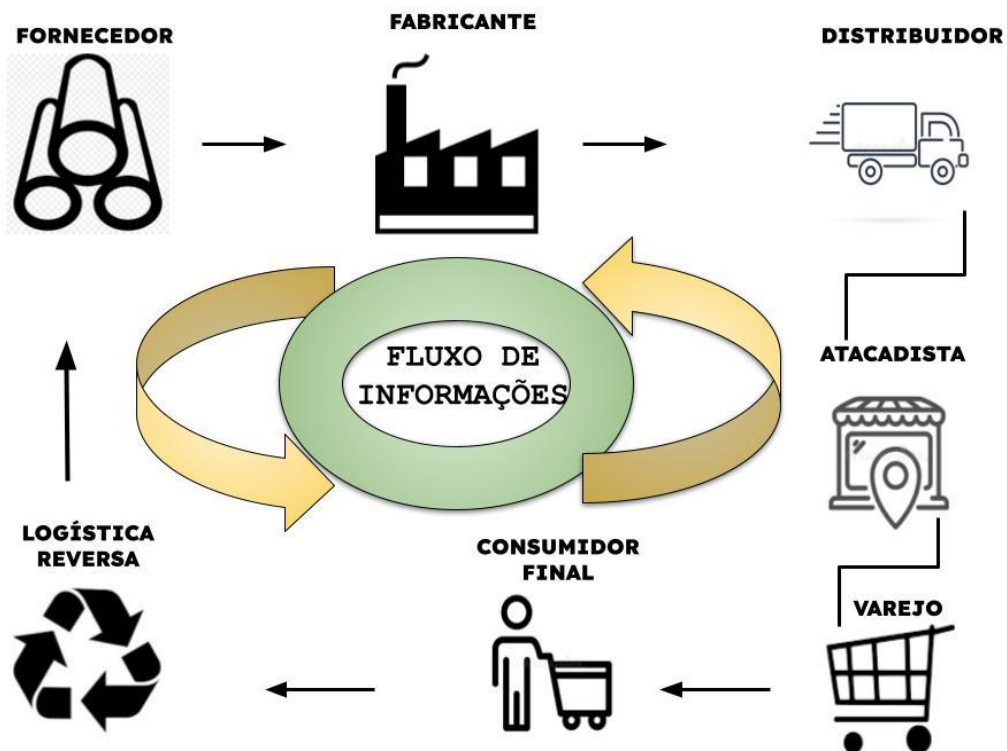 FORNECEDOR
FABRICANTE
DISTRIBUIDOR
FLUXO DE
INFORMAÇÕES
ATACADISTA
LOGÍSTICA
REVERSA
CONSUMIDOR
FINAL
VAREJO